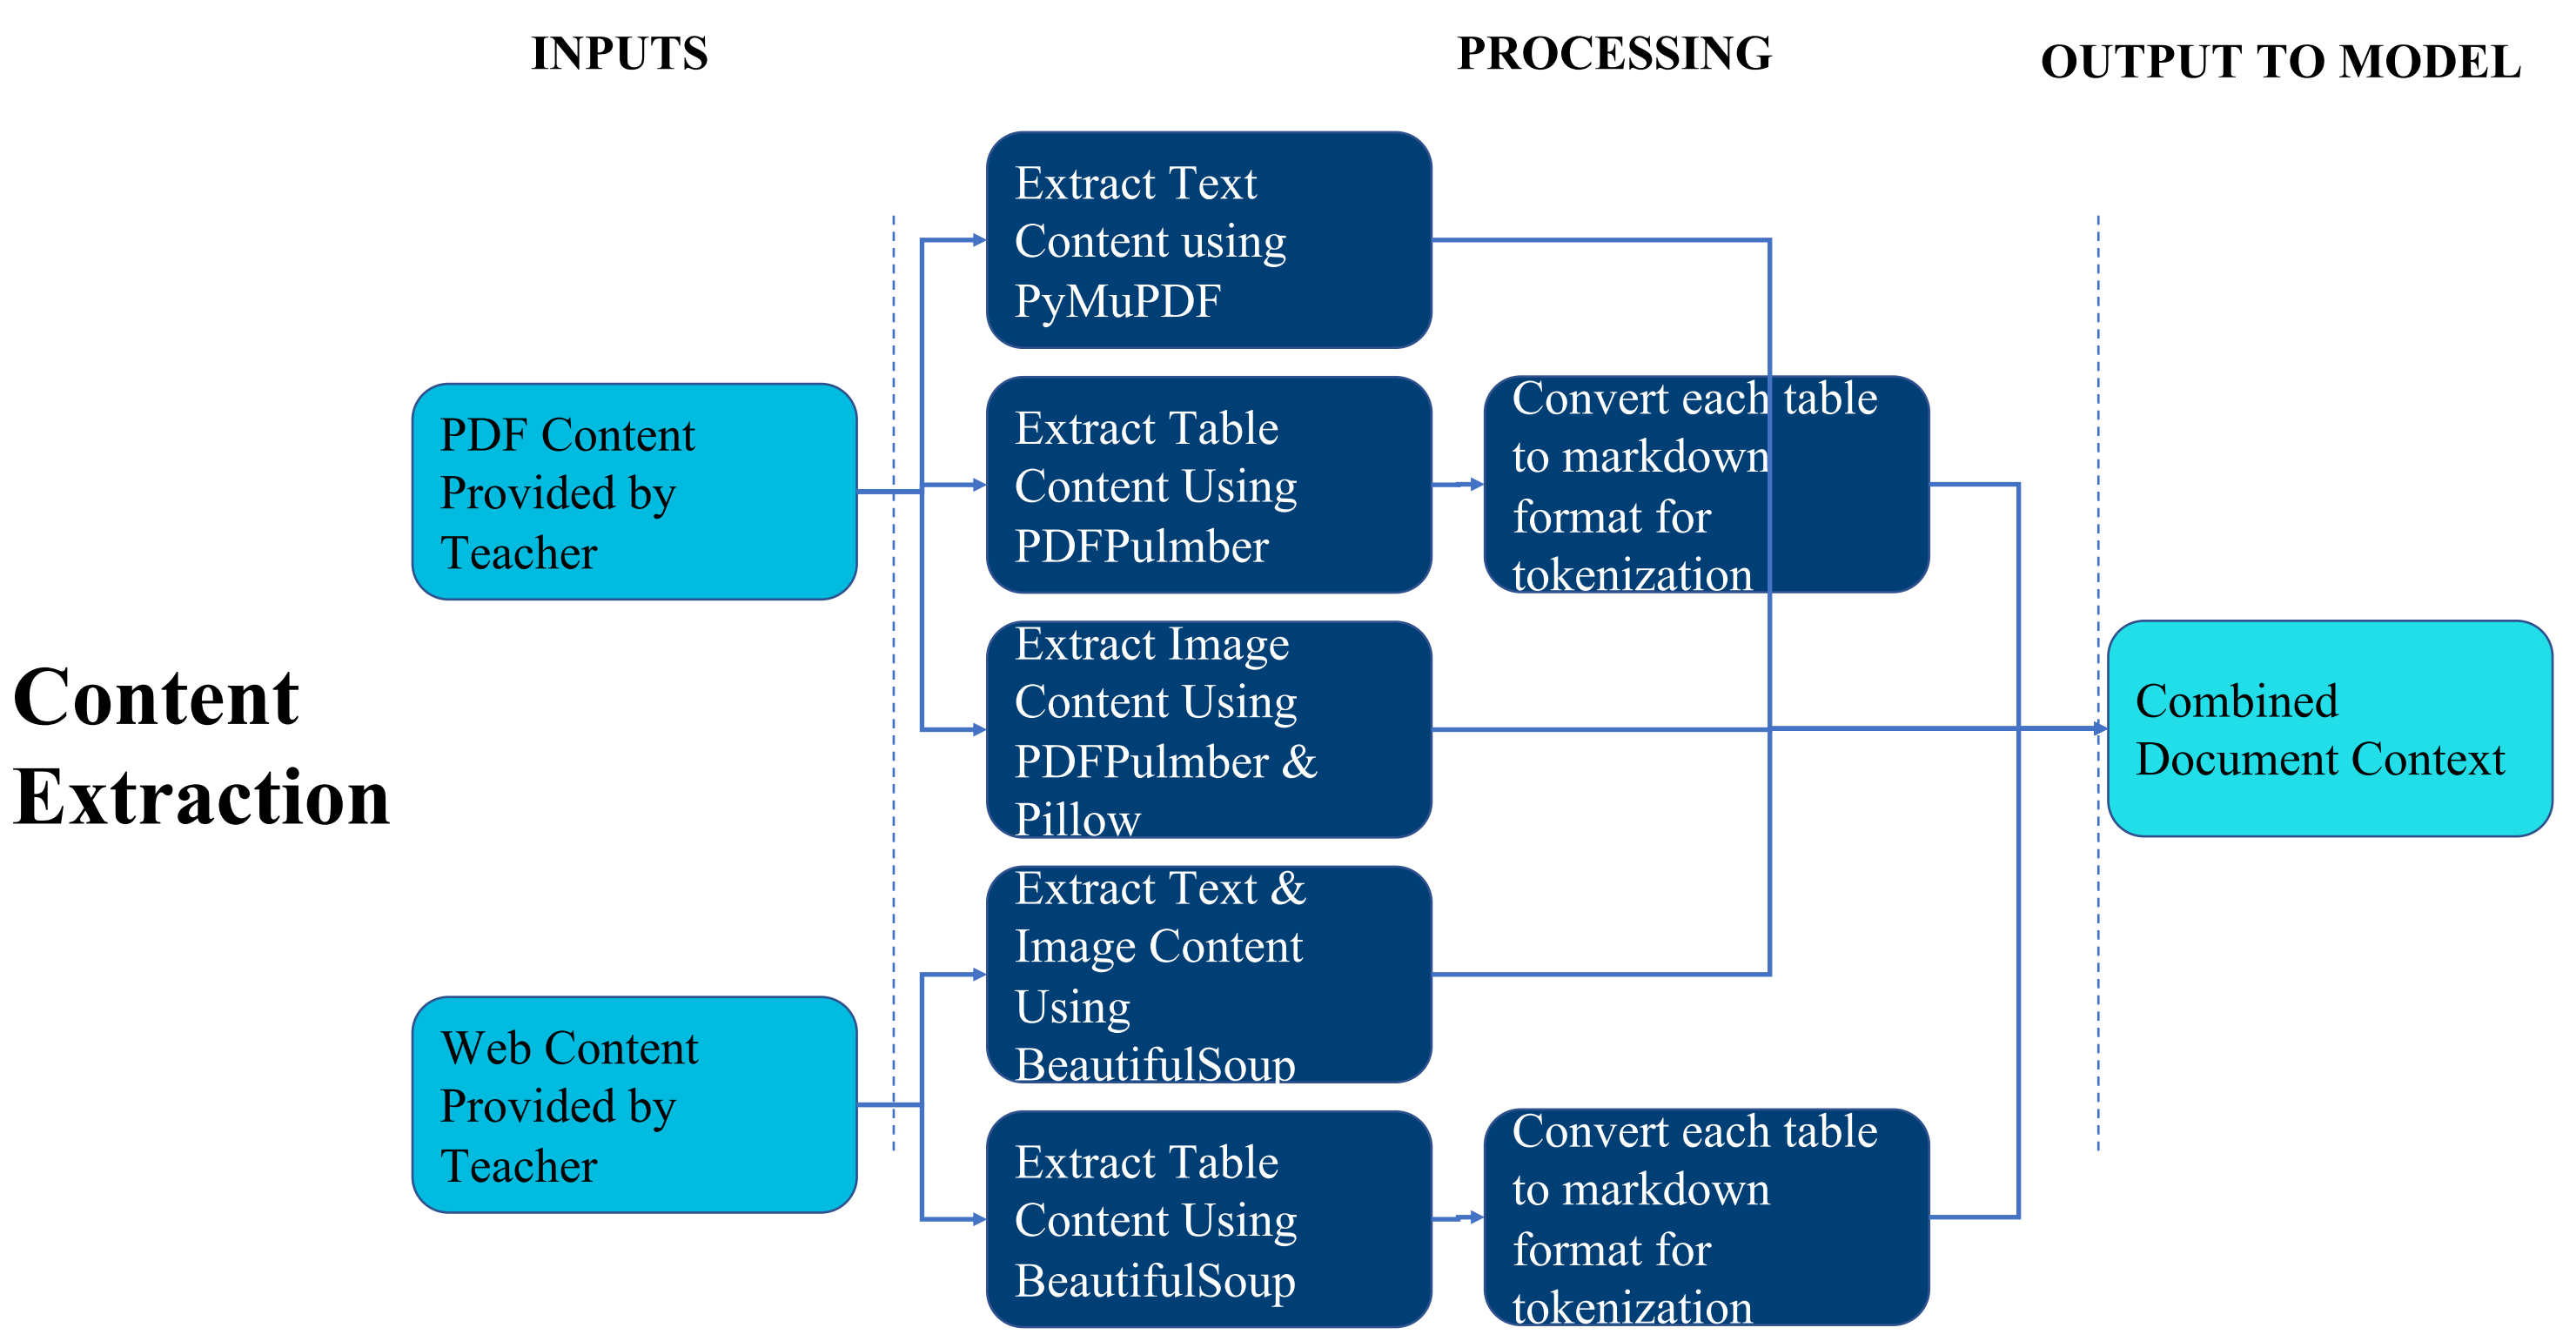 INPUTS
PROCESSING
OUTPUT TO MODEL
Content
Extraction
PDF Content
Provided by
Teacher
Web Content
Provided by
Teacher
Extract Text
Content using
PyMuPDF
Extract Table
Content Using
PDFPulmber
Extract Image
Content Using
PDFPulmber &
Pillow
Extract Text &
Image Content
Using
BeautifulSoup
Extract Table
Content Using
BeautifulSoup
Convert each table
to markdown
format for
tokenization
Convert each table
to markdown
format for
tokenization
Combined
Document Context